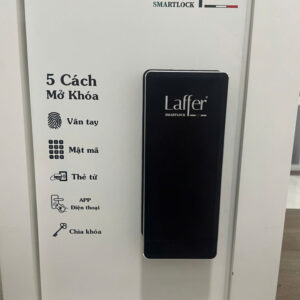 SMARTLOCK
5 Cách
Mở Khóa
Vân tay
Mật mã
Thẻ từ
APP
Điện thoại
Chìa khóa
Laffer®
SMARTLOCK